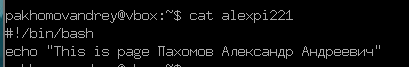 pakhomovandrey@vbox:~$ cat alexpi221
#!/bin/bash
echo "This is page Пахомов Александр Андреевич"